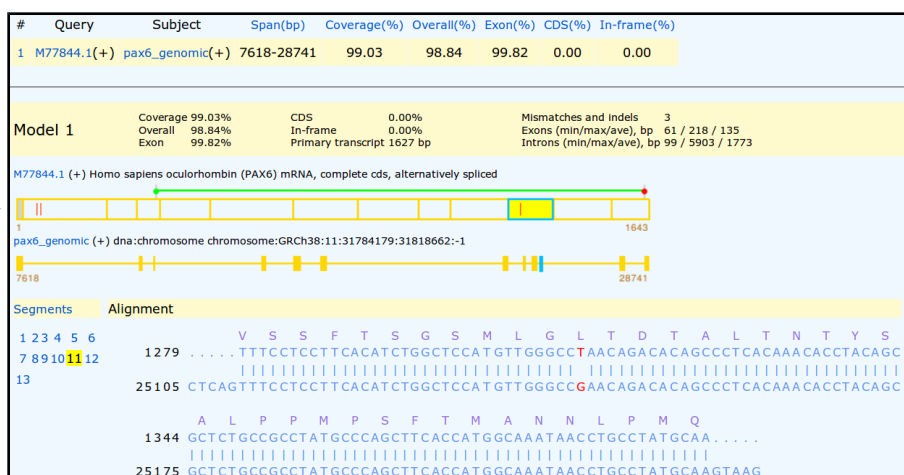 # Query Subject Span(bp) Coverage(%) Overall(%) Exon(%) CDS(%) In-frame(%)
1 M77844.1(+) pax6_genomic(+) 7618-28741 99.03 98.84 99.82 0.00 0.00
Model 1
Coverage 99.03% CDS 0.00% Mismatches and indels 3
Overall 98.84% In-frame 0.00% Exons (min/max/ave), bp 61 / 218 / 135
Exon 99.82% Primary transcript 1627 bp Introns (min/max/ave), bp 99 / 5903 / 1773
M77844.1 (+) Homo sapiens oculorhombin (PAX6) mRNA, complete cds, alternatively spliced
1 1643
pax6_genomic (+) dna:chromosome chromosome:GRCh38:11:31784179:31818662:-1
7618 28741
Segments Alignment
1 2 3 4 5 6
7 8 9 10 11 12
13
V S S F T S G S M L G L T D T A L T N T Y S
1279 .....TTTCCTCCTTCACATCTGGCTCCATGTTGGGCCTAACAGACACAGCCCTCACAAACACCTACAGC
25105 CTCAGTTTCCTCCTTCACATCTGGCTCCATGTTGGGCCGAACAGACACAGCCCTCACAAACACCTACAGC
A L P P M P S F T M A N N L P M Q
1344 GCTCTGCCGCCTATGCCCAGCTTCACCATGGCAAATAACCTGCCTATGCAA.....
25175 GCTCTGCCGCCTATGCCCAGCTTCACCATGGCAAATAACCTGCCTATGCAAGTAAG